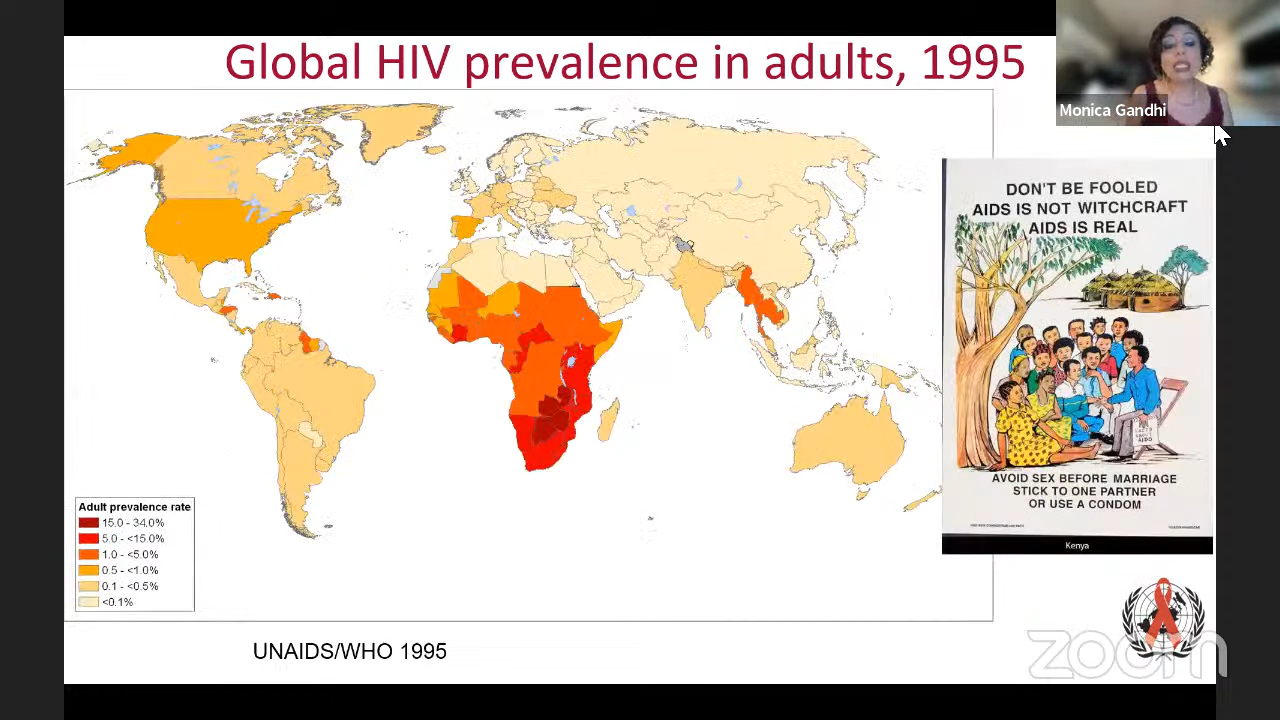 Global HIV prevalence in adults, 1995
Monica Gandhi
DON'T BE FOOLED
AIDS IS NOT WITCHCRAFT
AIDS IS REAL
AIDS
AVOID SEX BEFORE MARRIAGE
STICK TO ONE PARTNER
OR USE A CONDOM
Kenya
Adult prevalence rate
15.0 - 34.0%
5.0 - <15.0%
1.0 - <5.0%
0.5 - <1.0%
0.1 - <0.5%
<0.1%
UNAIDS/WHO 1995
zoom